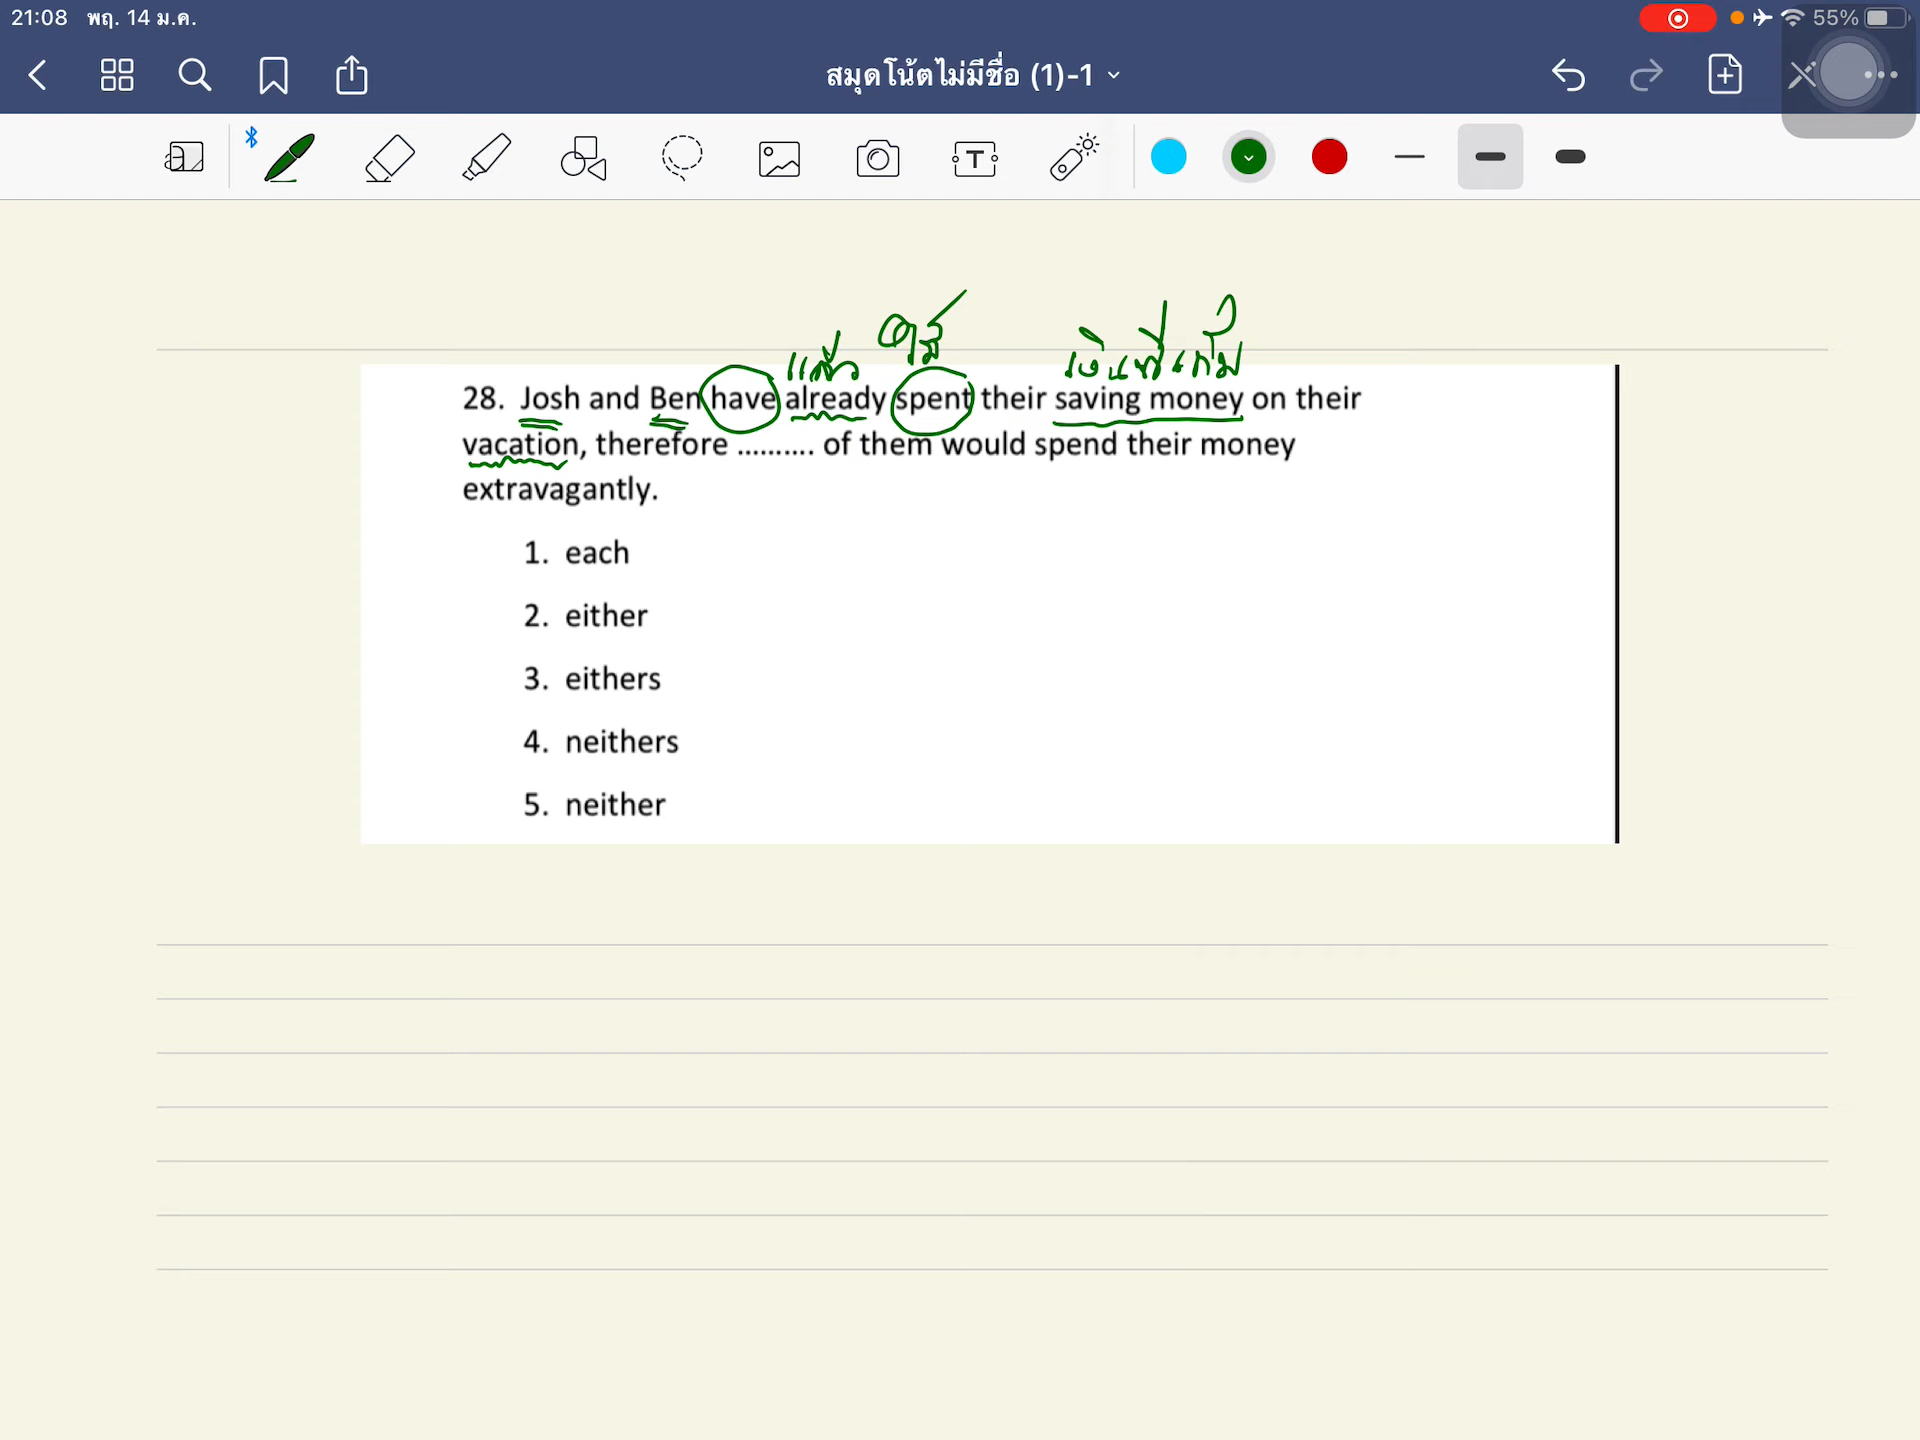 21:08 พฤ. 14 ม.ค.
55%
สมุดโน้ตไม่มีชื่อ (1)-1
แล้ว
เงินที่เก็บ
28. Josh and Ben have already spent their saving money on their
vacation, therefore .......... of them would spend their money
extravagantly.
1. each
2. either
3. eithers
4. neithers
5. neither